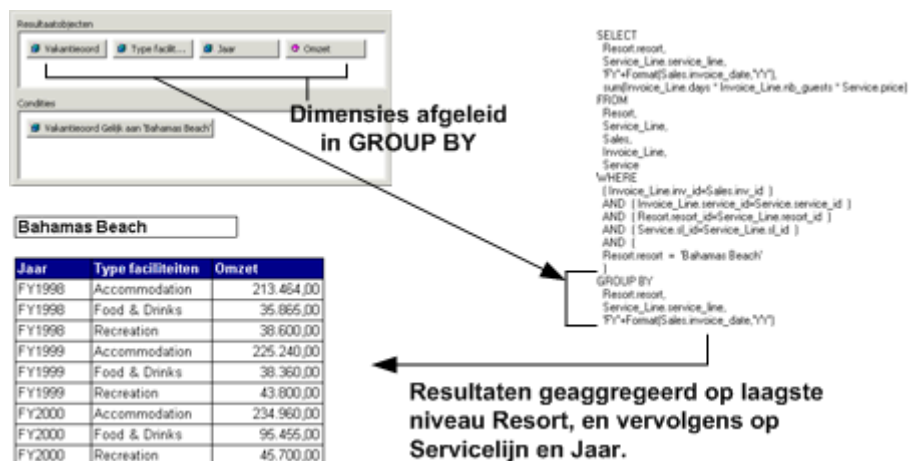 Resultaatobjecten
Vakantieoord
Type facilit...
Jaar
Omzet
Condities
Vakantieoord Gelijk aan 'Bahamas Beach'
Dimensies afgeleid
in GROUP BY
SELECT
Resort.resort,
Service_Line.service_line,
'FY'+Format(Sales.invoice_date,'YY'),
sum(Invoice_Line.days * Invoice_Line.nb_guests * Service.price)
FROM
Resort,
Service_Line,
Sales,
Invoice_Line,
Service
WHERE
( Invoice_Line.inv_id=Sales.inv_id )
AND ( Invoice_Line.service_id=Service.service_id )
AND ( Resort.resort_id=Service_Line.resort_id )
AND ( Service.sl_id=Service_Line.sl_id )
AND (
Resort.resort = 'Bahamas Beach'
)
GROUP BY
Resort.resort,
Service_Line.service_line,
'FY'+Format(Sales.invoice_date,'YY')
Bahamas Beach
Jaar Type faciliteiten Omzet
FY1998 Accommodation 213.464,00
FY1998 Food & Drinks 35.865,00
FY1998 Recreation 38.600,00
FY1999 Accommodation 225.240,00
FY1999 Food & Drinks 38.360,00
FY1999 Recreation 43.800,00
FY2000 Accommodation 234.960,00
FY2000 Food & Drinks 95.455,00
FY2000 Recreation 45.700,00
Resultaten geaggregeerd op laagste
niveau Resort, en vervolgens op
Servicelijn en Jaar.